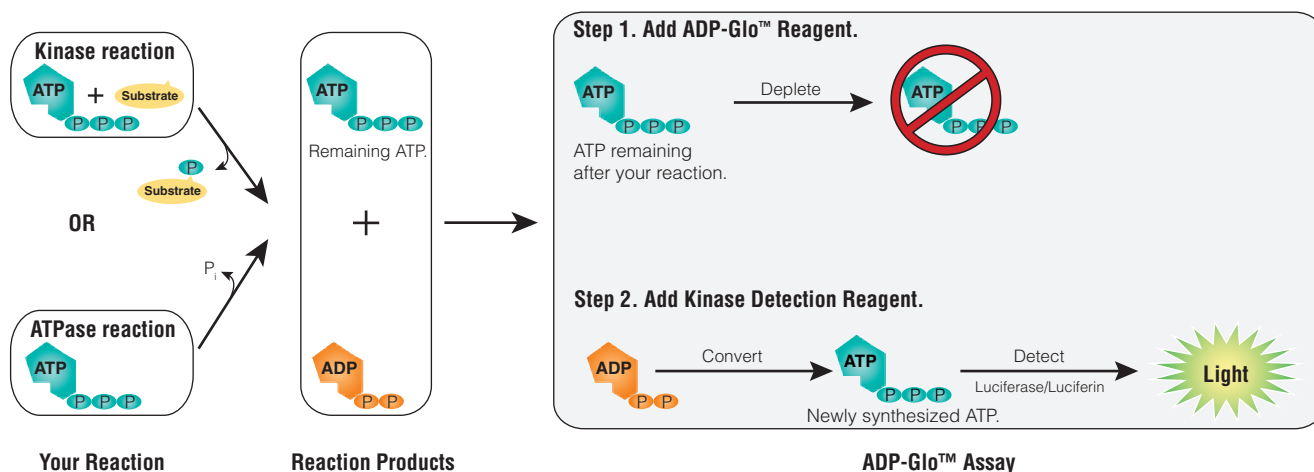 Kinase reaction
ATP + Substrate
P P P
P
Substrate
OR
P i
ATPase reaction
ATP
P P P
Your Reaction
ATP
P P P
Remaining ATP.
+
ADP
P P
Reaction Products
Step 1. Add ADP-Glo™ Reagent.
ATP
P P P
Deplete
ATP
P P P
ATP remaining
after your reaction.
Step 2. Add Kinase Detection Reagent.
ADP
P P
Convert
ATP
P P P
Newly synthesized ATP.
Detect
Luciferase/Luciferin
Light
ADP-Glo™ Assay